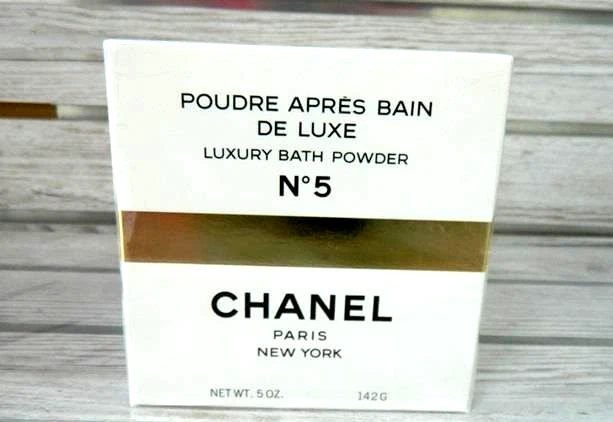 POUDRE APRÈS BAIN
DE LUXE
LUXURY BATH POWDER
N°5
CHANEL
PARIS
NEW YORK
NET WT. 5 OZ. 142 G